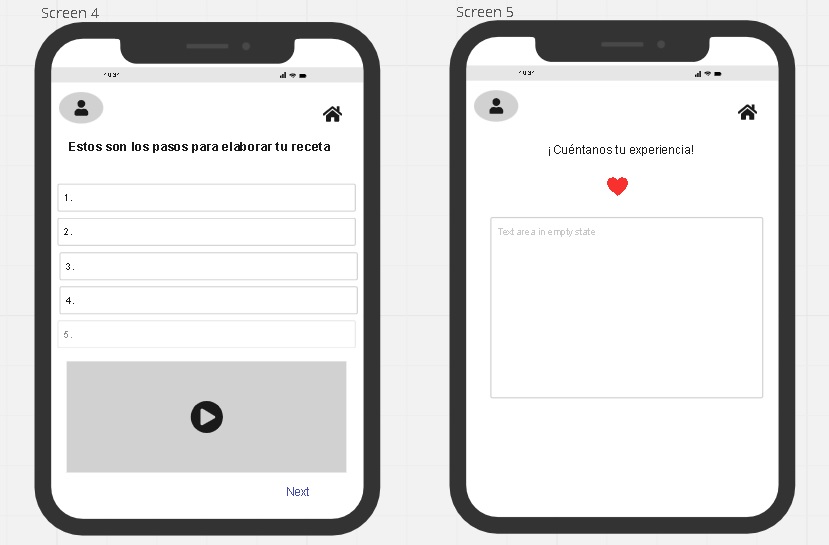 Screen 4
Estos son los pasos para elaborar tu receta
1.
2.
3.
4.
5.
Next
Screen 5
¡Cuéntanos tu experiencia!
Text area in empty state